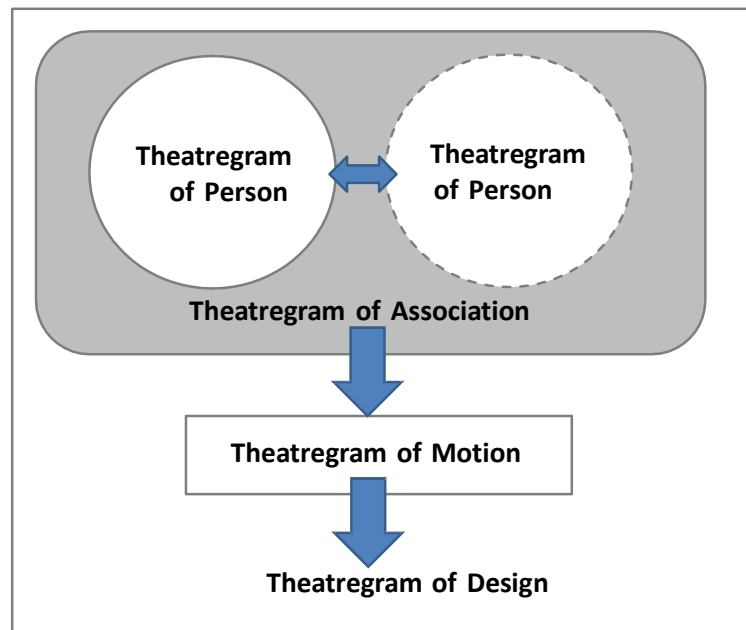 Theatregram
of Person
Theatregram
of Person
Theatregram of Association
Theatregram of Motion
Theatregram of Design